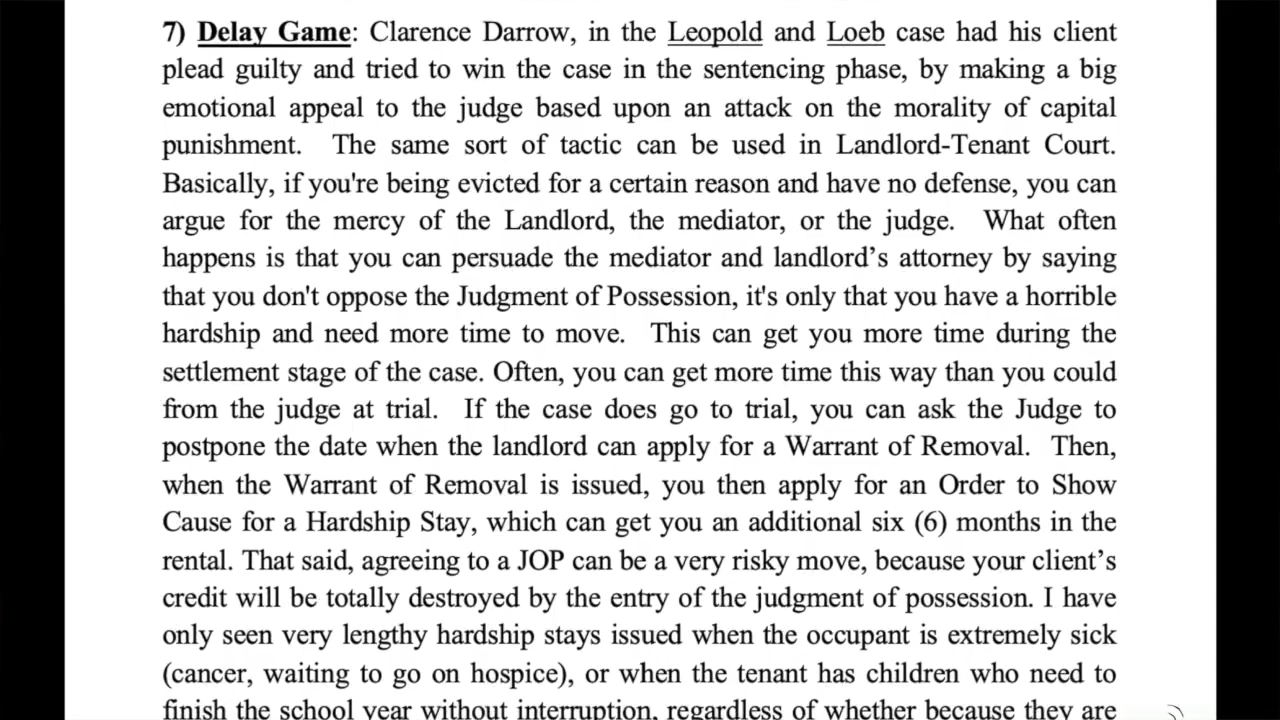 7) Delay Game: Clarence Darrow, in the Leopold and Loeb case had his client
plead guilty and tried to win the case in the sentencing phase, by making a big
emotional appeal to the judge based upon an attack on the morality of capital
punishment.  The same sort of tactic can be used in Landlord-Tenant Court.
Basically, if you're being evicted for a certain reason and have no defense, you can
argue for the mercy of the Landlord, the mediator, or the judge.  What often
happens is that you can persuade the mediator and landlord’s attorney by saying
that you don't oppose the Judgment of Possession, it's only that you have a horrible
hardship and need more time to move.  This can get you more time during the
settlement stage of the case. Often, you can get more time this way than you could
from the judge at trial.  If the case does go to trial, you can ask the Judge to
postpone the date when the landlord can apply for a Warrant of Removal.  Then,
when the Warrant of Removal is issued, you then apply for an Order to Show
Cause for a Hardship Stay, which can get you an additional six (6) months in the
rental. That said, agreeing to a JOP can be a very risky move, because your client’s
credit will be totally destroyed by the entry of the judgment of possession. I have
only seen very lengthy hardship stays issued when the occupant is extremely sick
(cancer, waiting to go on hospice), or when the tenant has children who need to
finish the school year without interruption, regardless of whether because they are